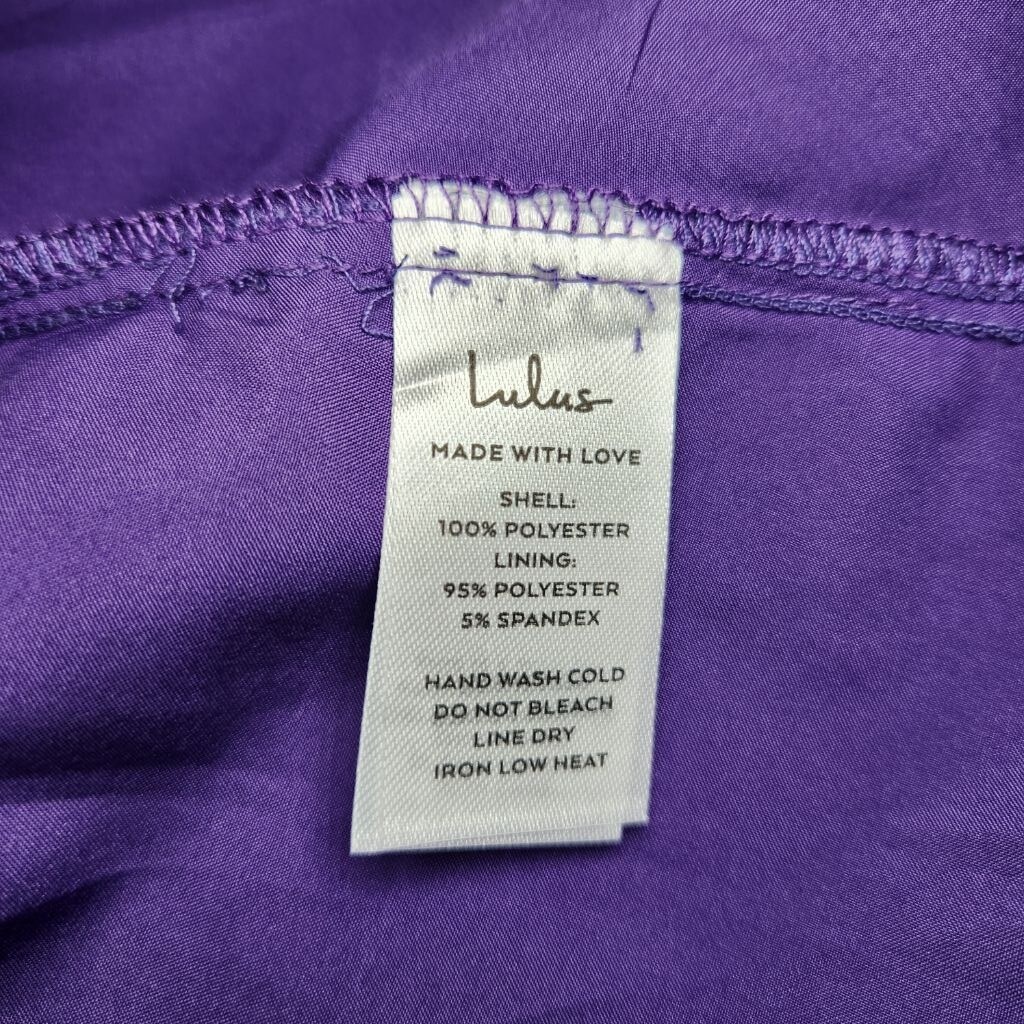 Lulus
MADE WITH LOVE
SHELL:
100% POLYESTER
LINING:
95% POLYESTER
5% SPANDEX
HAND WASH COLD
DO NOT BLEACH
LINE DRY
IRON LOW HEAT